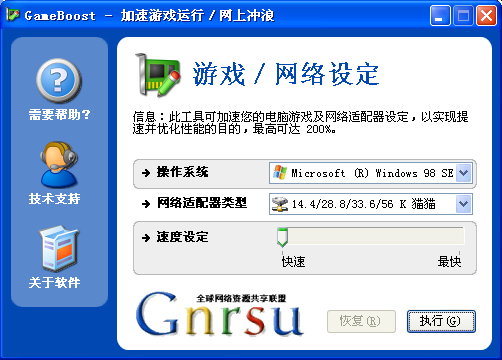 GameBoost - 加速游戏运行 / 网上冲浪
需要帮助?
技术支持
关于软件
游戏 / 网络设定
信息：此工具可加速您的电脑游戏及网络适配器设定，以实现提
速并优化性能的目的，最高可达 200%。
操作系统
Microsoft (R) Windows 98 SE
网络适配器类型
14.4/28.8/33.6/56 K 猫猫
速度设定
快速
最快
全球网络资源共享联盟
Gnrsu
恢复(R)
执行(G)